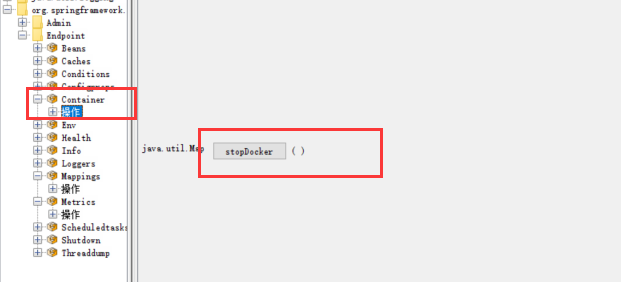 org.springframework.
Admin
Endpoint
Beans
Caches
Conditions
Configprops
Container
操作
Env
Health
Info
Loggers
Mappings
操作
Metrics
操作
Scheduledtasks
Shutdown
Threaddump
java.util.Map stopDocker ( )